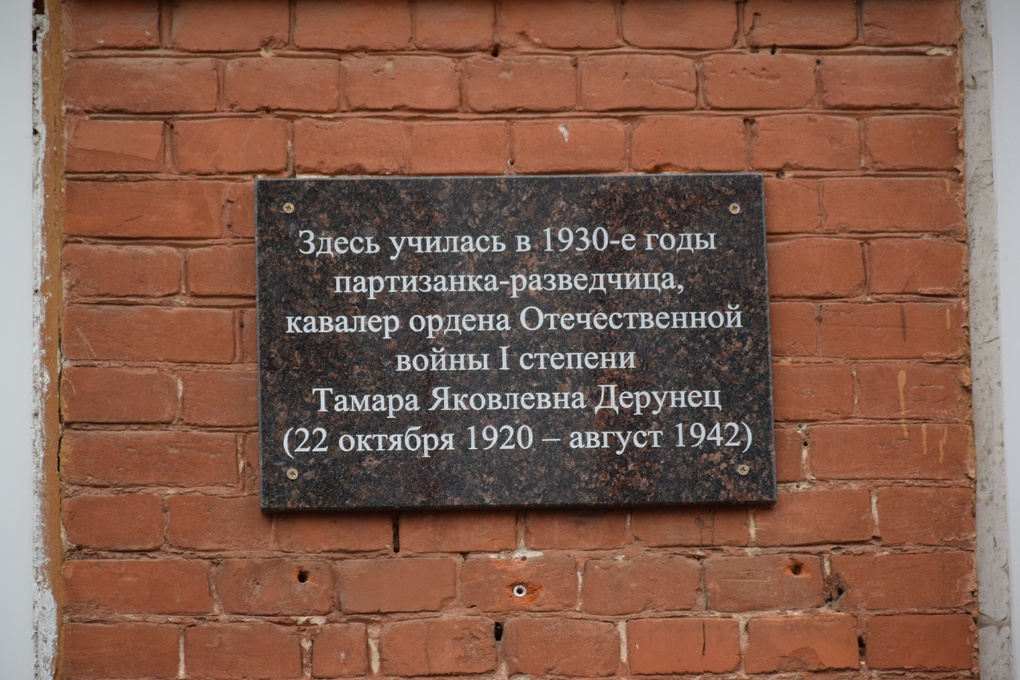 Здесь училась в 1930-е годы
партизанка-разведчица,
кавалер ордена Отечественной
войны I степени
Тамара Яковлевна Дерунец
(22 октября 1920 – август 1942)